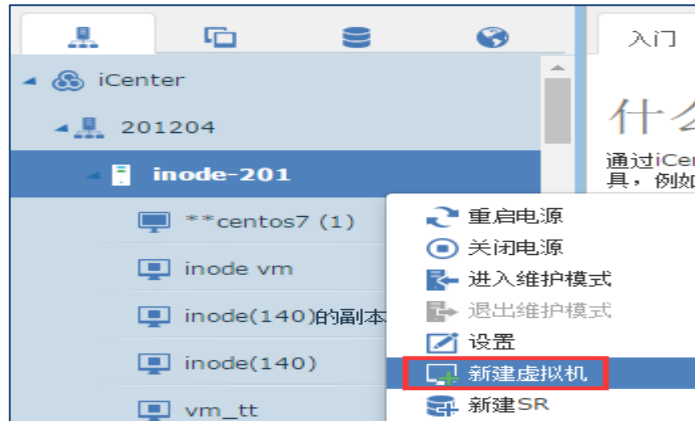 入门
iCenter
201204
inode-201
**centos7 (1)
inode vm
inode(140)的副本
inode(140)
vm_tt
什么
通过iCen
具，例如
重启电源
关闭电源
进入维护模式
退出维护模式
设置
新建虚拟机
新建SR